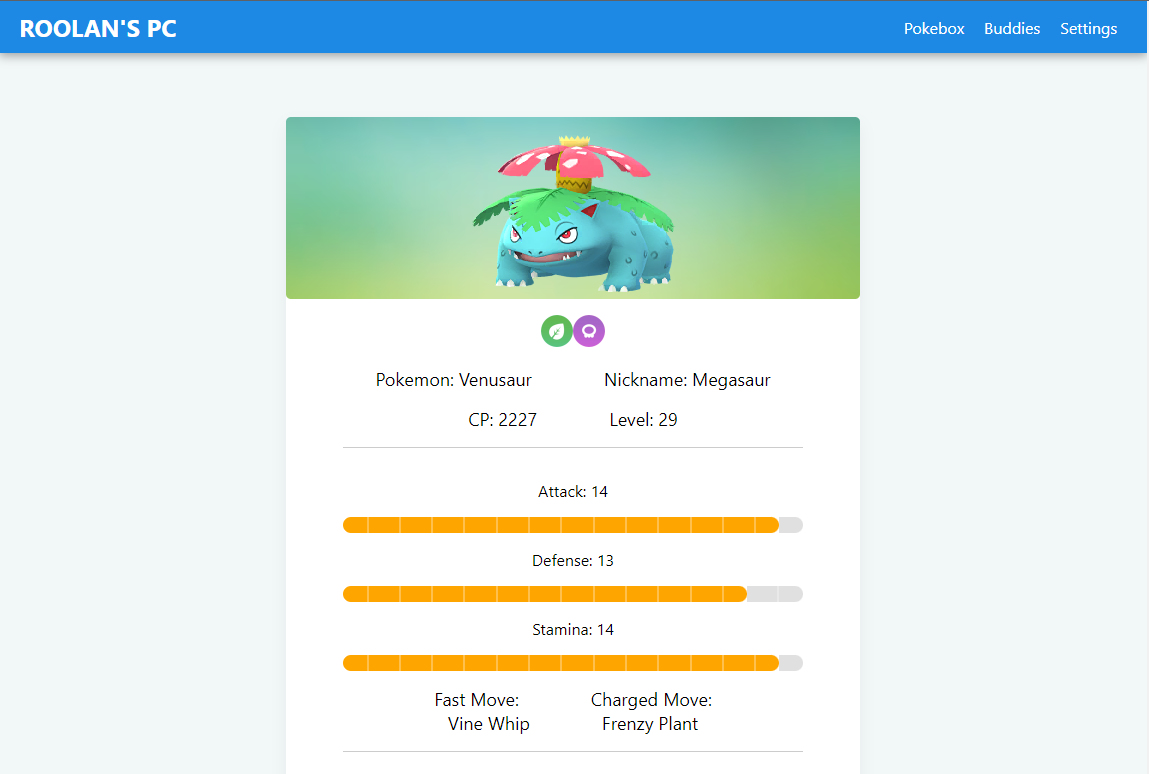 ROOLAN'S PC Pokebox Buddies Settings
Pokemon: Venusaur Nickname: Megasaur
CP: 2227 Level: 29
Attack: 14
Defense: 13
Stamina: 14
Fast Move: Charged Move:
Vine Whip Frenzy Plant